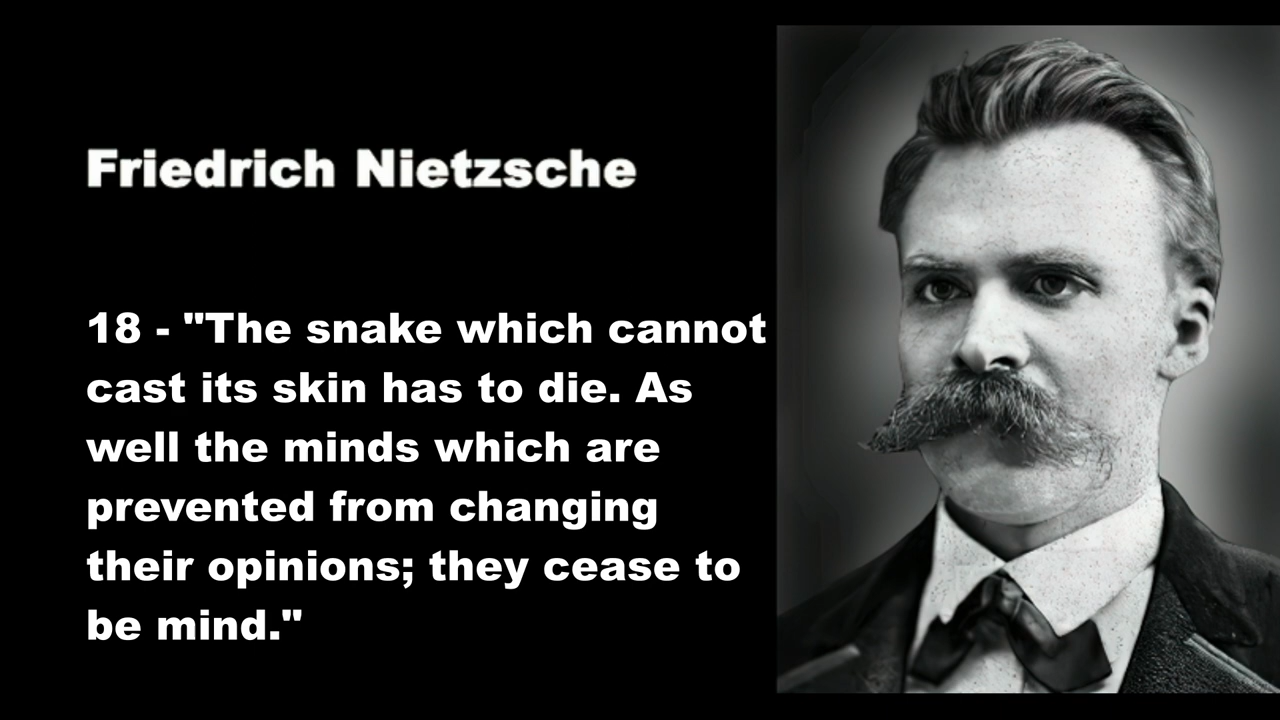 Friedrich Nietzsche
18 - "The snake which cannot
cast its skin has to die. As
well the minds which are
prevented from changing
their opinions; they cease to
be mind."